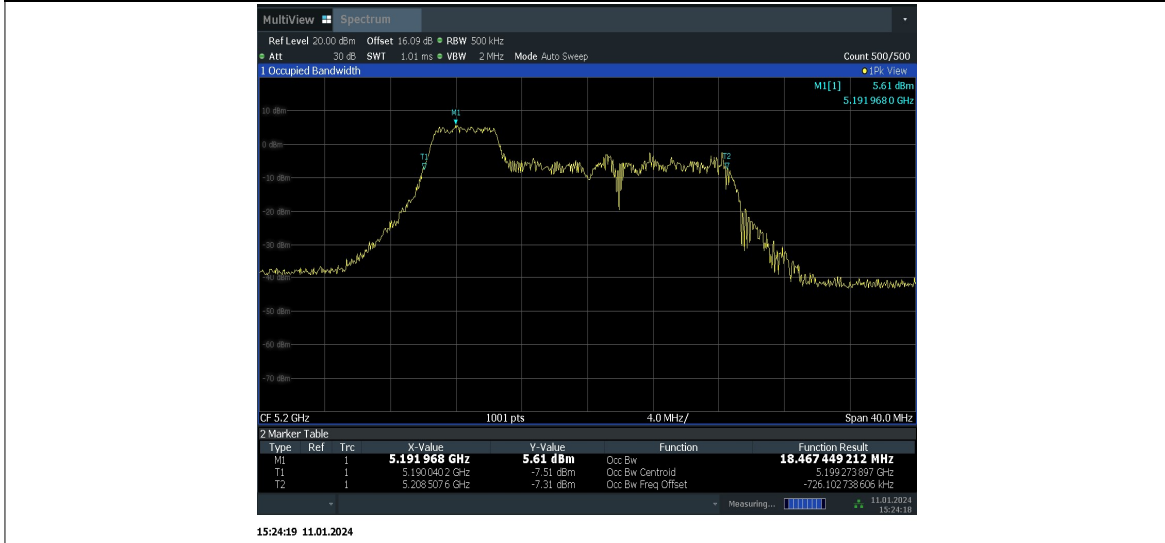 MultiView Spectrum
Ref Level 20.00 dBm Offset 16.09 dB RBW 500 kHz
Att 30 dB SWT 1.01 ms VBW 2 MHz Mode Auto Sweep Count 500/500
1 Occupied Bandwidth 1Pk View
M1[1] 5.61 dBm
5.191 968 0 GHz
10 dBm
M1
0 dBm
T1 T2
-10 dBm
-20 dBm
-30 dBm
-40 dBm
-50 dBm
-60 dBm
-70 dBm
CF 5.2 GHz 1001 pts 4.0 MHz/ Span 40.0 MHz
2 Marker Table
Type Ref Trc X-Value Y-Value Function Function Result
M1 1 5.191 968 GHz 5.61 dBm Occ Bw 18.467 449 212 MHz
T1 1 5.190 040 2 GHz -7.51 dBm Occ Bw Centroid 5.199 273 897 GHz
T2 1 5.208 507 6 GHz -7.31 dBm Occ Bw Freq Offset -726.102 738 606 kHz
Measuring... 11.01.2024
15:24:18
15:24:19 11.01.2024